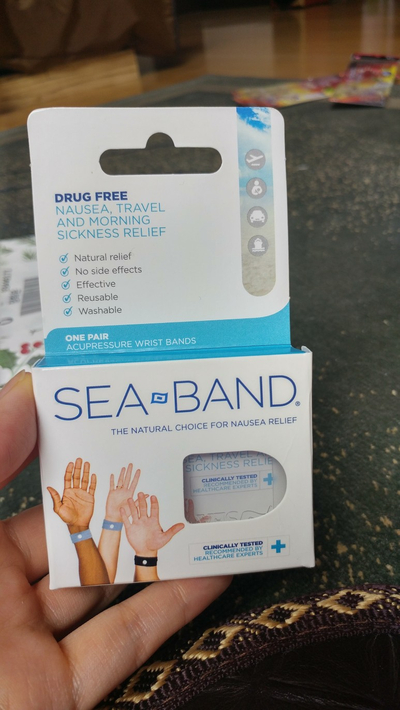 DRUG FREE
NAUSEA, TRAVEL
AND MORNING
SICKNESS RELIEF
Natural relief
No side effects
Effective
Reusable
Washable
ONE PAIR
ACUPRESSURE WRIST BANDS
SEA BAND®
THE NATURAL CHOICE FOR NAUSEA RELIEF
SEA, TRAVEL
SICKNESS RELIE
CLINICALLY TESTED
RECOMMENDED BY
HEALTHCARE EXPERTS
CLINICALLY TESTED
RECOMMENDED BY
HEALTHCARE EXPERTS